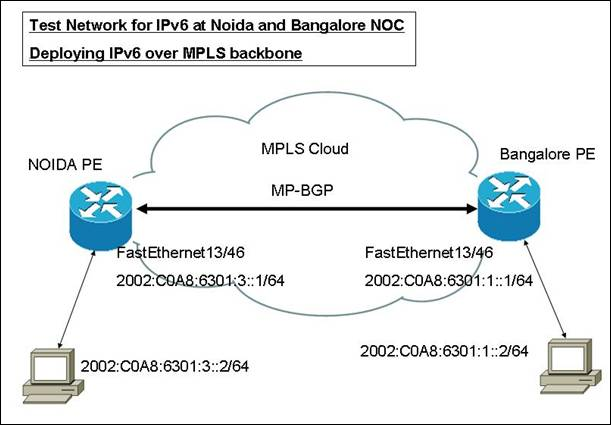 Test Network for IPv6 at Noida and Bangalore NOC
Deploying IPv6 over MPLS backbone
MPLS Cloud
NOIDA PE
Bangalore PE
MP-BGP
FastEthernet13/46
2002:C0A8:6301:3::1/64
FastEthernet13/46
2002:C0A8:6301:1::1/64
2002:C0A8:6301:3::2/64
2002:C0A8:6301:1::2/64